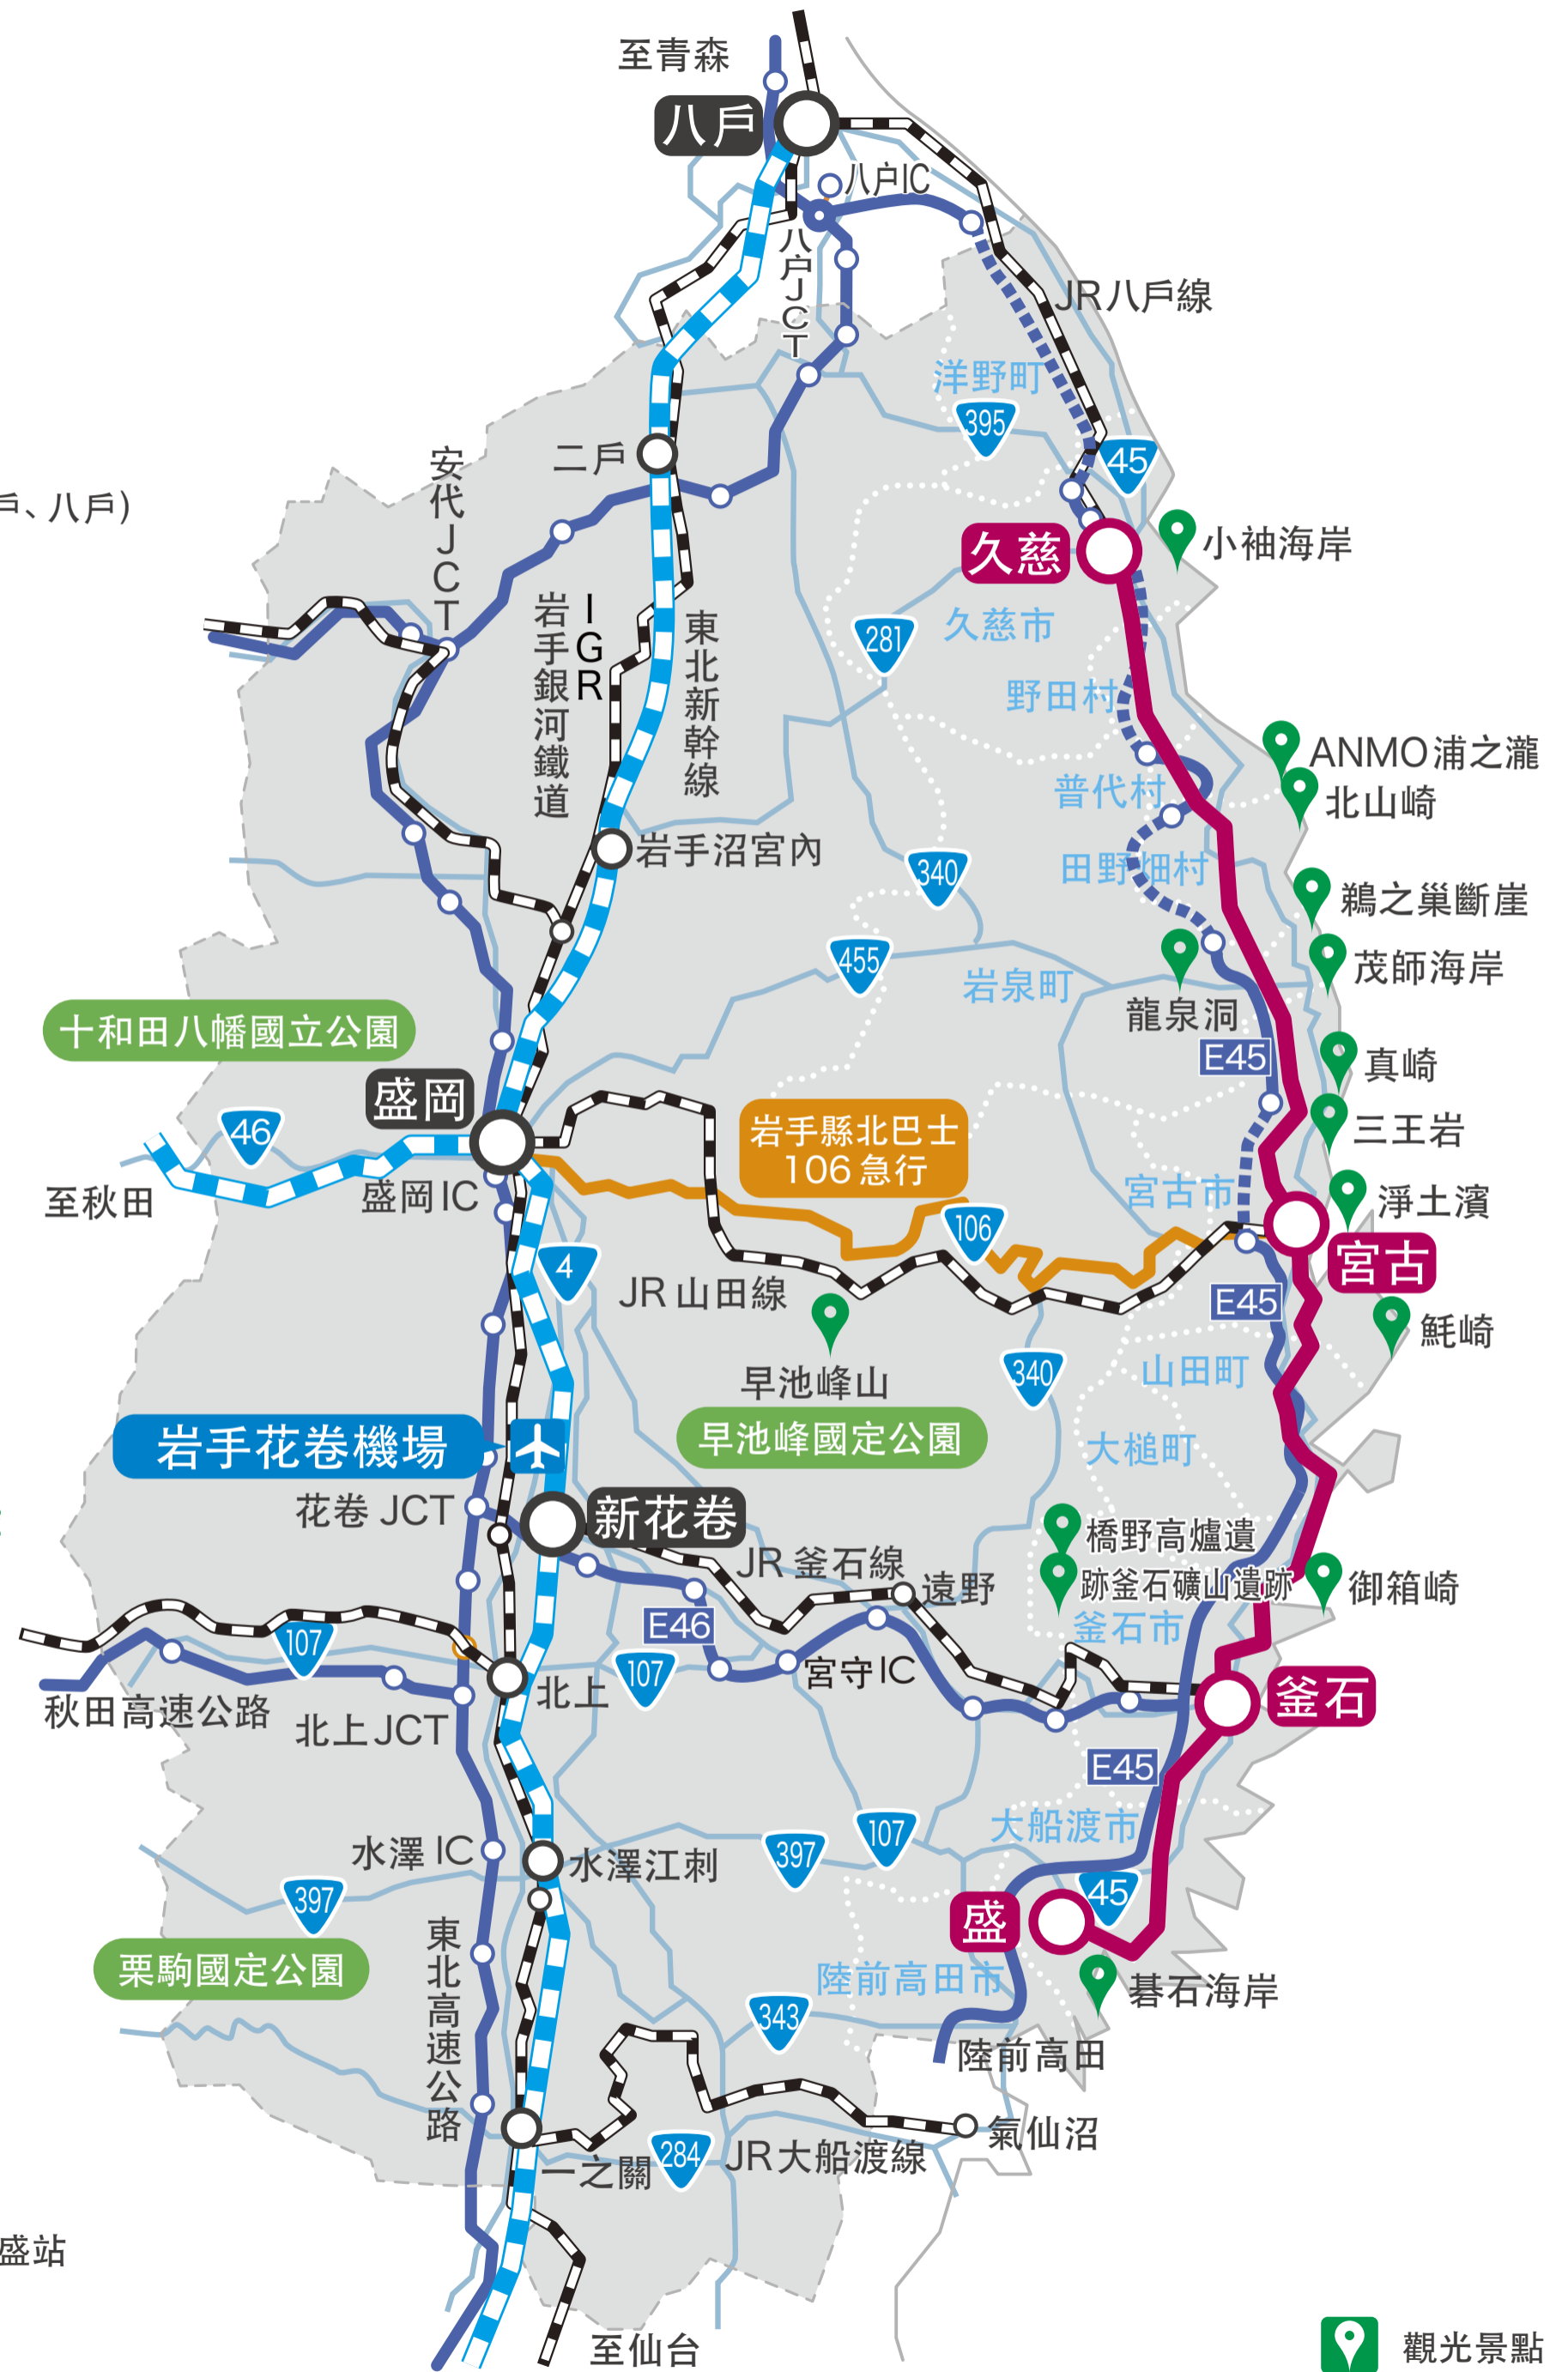 至青森
八戶
八户IC
八户JCT
JR八戶線
洋野町
395
45
二戶
安代JCT
戶、八戶)
久慈
小袖海岸
281
久慈市
IGR
岩手銀河鐵道
東北新幹線
野田村
ANMO浦之瀧
北山崎
普代村
岩手沼宮內
340
田野畑村
鵜之巢斷崖
455
茂師海岸
岩泉町
龍泉洞
十和田八幡國立公園
E45
真崎
盛岡
46
岩手縣北巴士
106急行
三王岩
至秋田
盛岡IC
宮古市
淨土濱
106
宮古
4
JR山田線
E45
魹崎
早池峰山
340
山田町
早池峰國定公園
大槌町
岩手花卷機場
花卷 JCT
新花卷
橋野高爐遺
JR釜石線
遠野
跡釜石礦山遺跡
御箱崎
E46
釜石市
107
107
宮守IC
北上
釜石
秋田高速公路
北上JCT
E45
大船渡市
107
水澤 IC
水澤江刺
397
397
45
盛
東北高速公路
栗駒國定公園
陸前高田市
碁石海岸
343
陸前高田
氣仙沼
一之關
284
JR大船渡線
盛站
至仙台
觀光景點